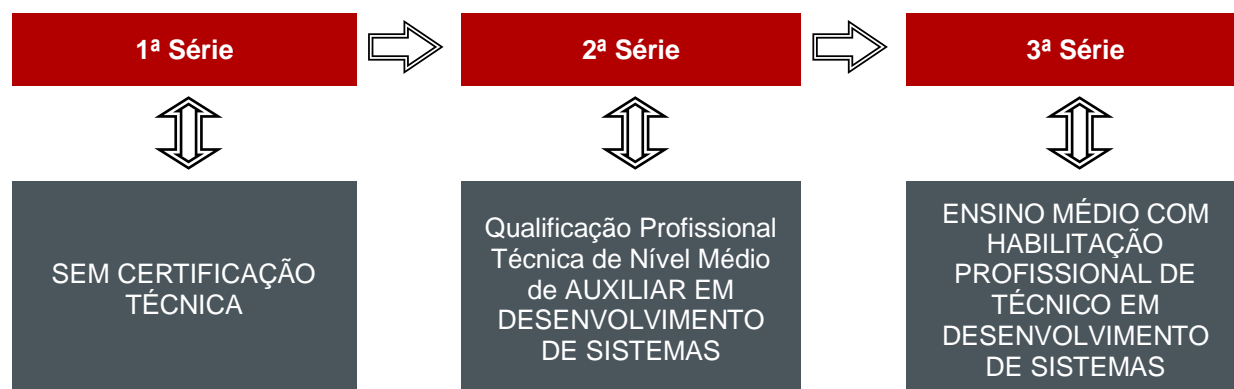 1ª Série
2ª Série
3ª Série
SEM CERTIFICAÇÃO
TÉCNICA
Qualificação Profissional
Técnica de Nível Médio
de AUXILIAR EM
DESENVOLVIMENTO
DE SISTEMAS
ENSINO MÉDIO COM
HABILITAÇÃO
PROFISSIONAL DE
TÉCNICO EM
DESENVOLVIMENTO
DE SISTEMAS